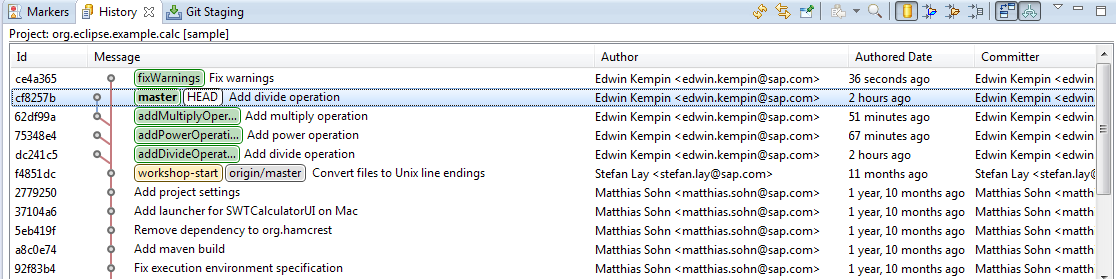 Markers History Git Staging
Project: org.eclipse.example.calc [sample]
Id Message Author Authored Date Committer
ce4a365 fixWarnings Fix warnings Edwin Kempin <edwin.kempin@sap.com> 36 seconds ago Edwin Kempin <edwin
cf8257b master HEAD Add divide operation Edwin Kempin <edwin.kempin@sap.com> 2 hours ago Edwin Kempin <edwin
62df99a addMultiplyOper... Add multiply operation Edwin Kempin <edwin.kempin@sap.com> 51 minutes ago Edwin Kempin <edwin
75348e4 addPowerOperati... Add power operation Edwin Kempin <edwin.kempin@sap.com> 67 minutes ago Edwin Kempin <edwin
dc241c5 addDivideOperat... Add divide operation Edwin Kempin <edwin.kempin@sap.com> 2 hours ago Edwin Kempin <edwin
f4851dc workshop-start origin/master Convert files to Unix line endings Stefan Lay <stefan.lay@sap.com> 11 months ago Stefan Lay <stefan.la
2779250 Add project settings Matthias Sohn <matthias.sohn@sap.com> 1 year, 10 months ago Matthias Sohn <matt
37104a6 Add launcher for SWTCalculatorUI on Mac Matthias Sohn <matthias.sohn@sap.com> 1 year, 10 months ago Matthias Sohn <matt
5eb419f Remove dependency to org.hamcrest Matthias Sohn <matthias.sohn@sap.com> 1 year, 10 months ago Matthias Sohn <matt
a8c0e74 Add maven build Matthias Sohn <matthias.sohn@sap.com> 1 year, 10 months ago Matthias Sohn <matt
92f83b4 Fix execution environment specification Matthias Sohn <matthias.sohn@sap.com> 1 year, 10 months ago Matthias Sohn <matt